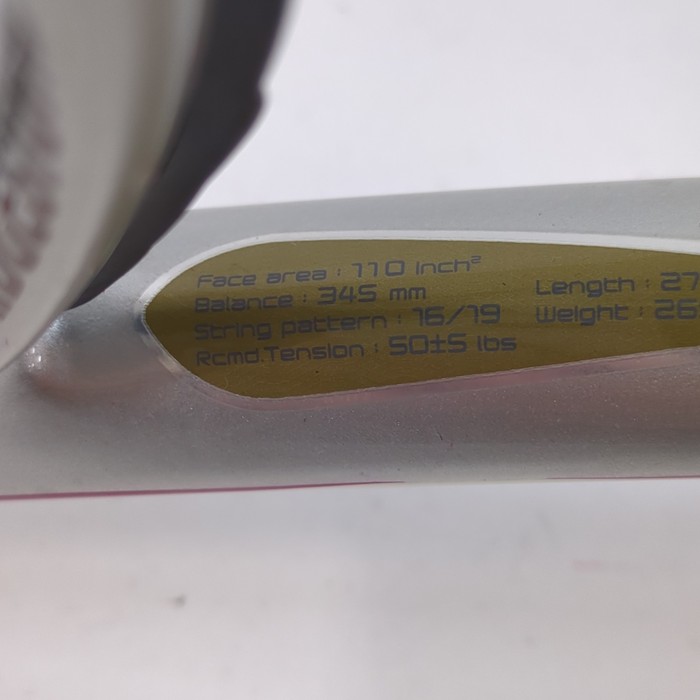 Face area : 110 inch²
Balance : 345 mm
String pattern : 16/19
Rcmd.Tension : 50±5 lbs
Length : 27
Weight : 26